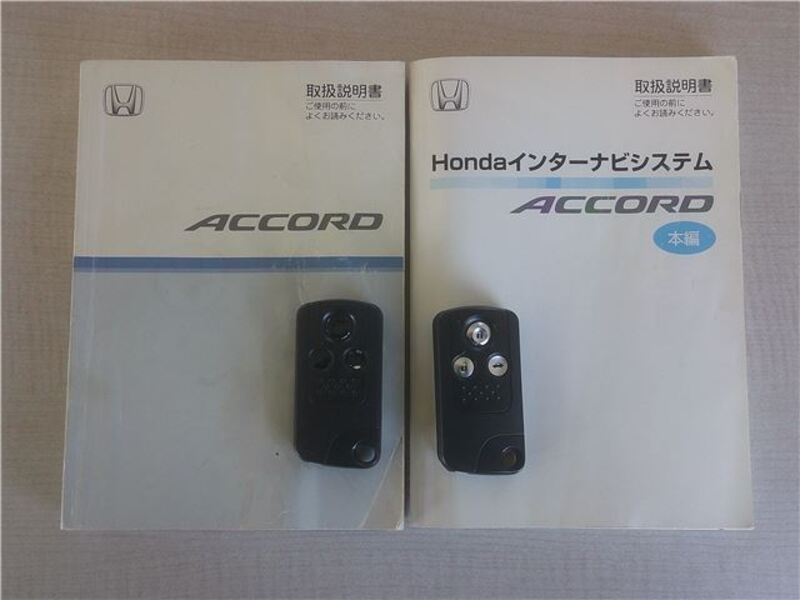 取扱説明書
ご使用の前に
よくお読みください。
ACCORD
取扱説明書
ご使用の前に
よくお読みください。
Hondaインターナビシステム
ACCORD
本編